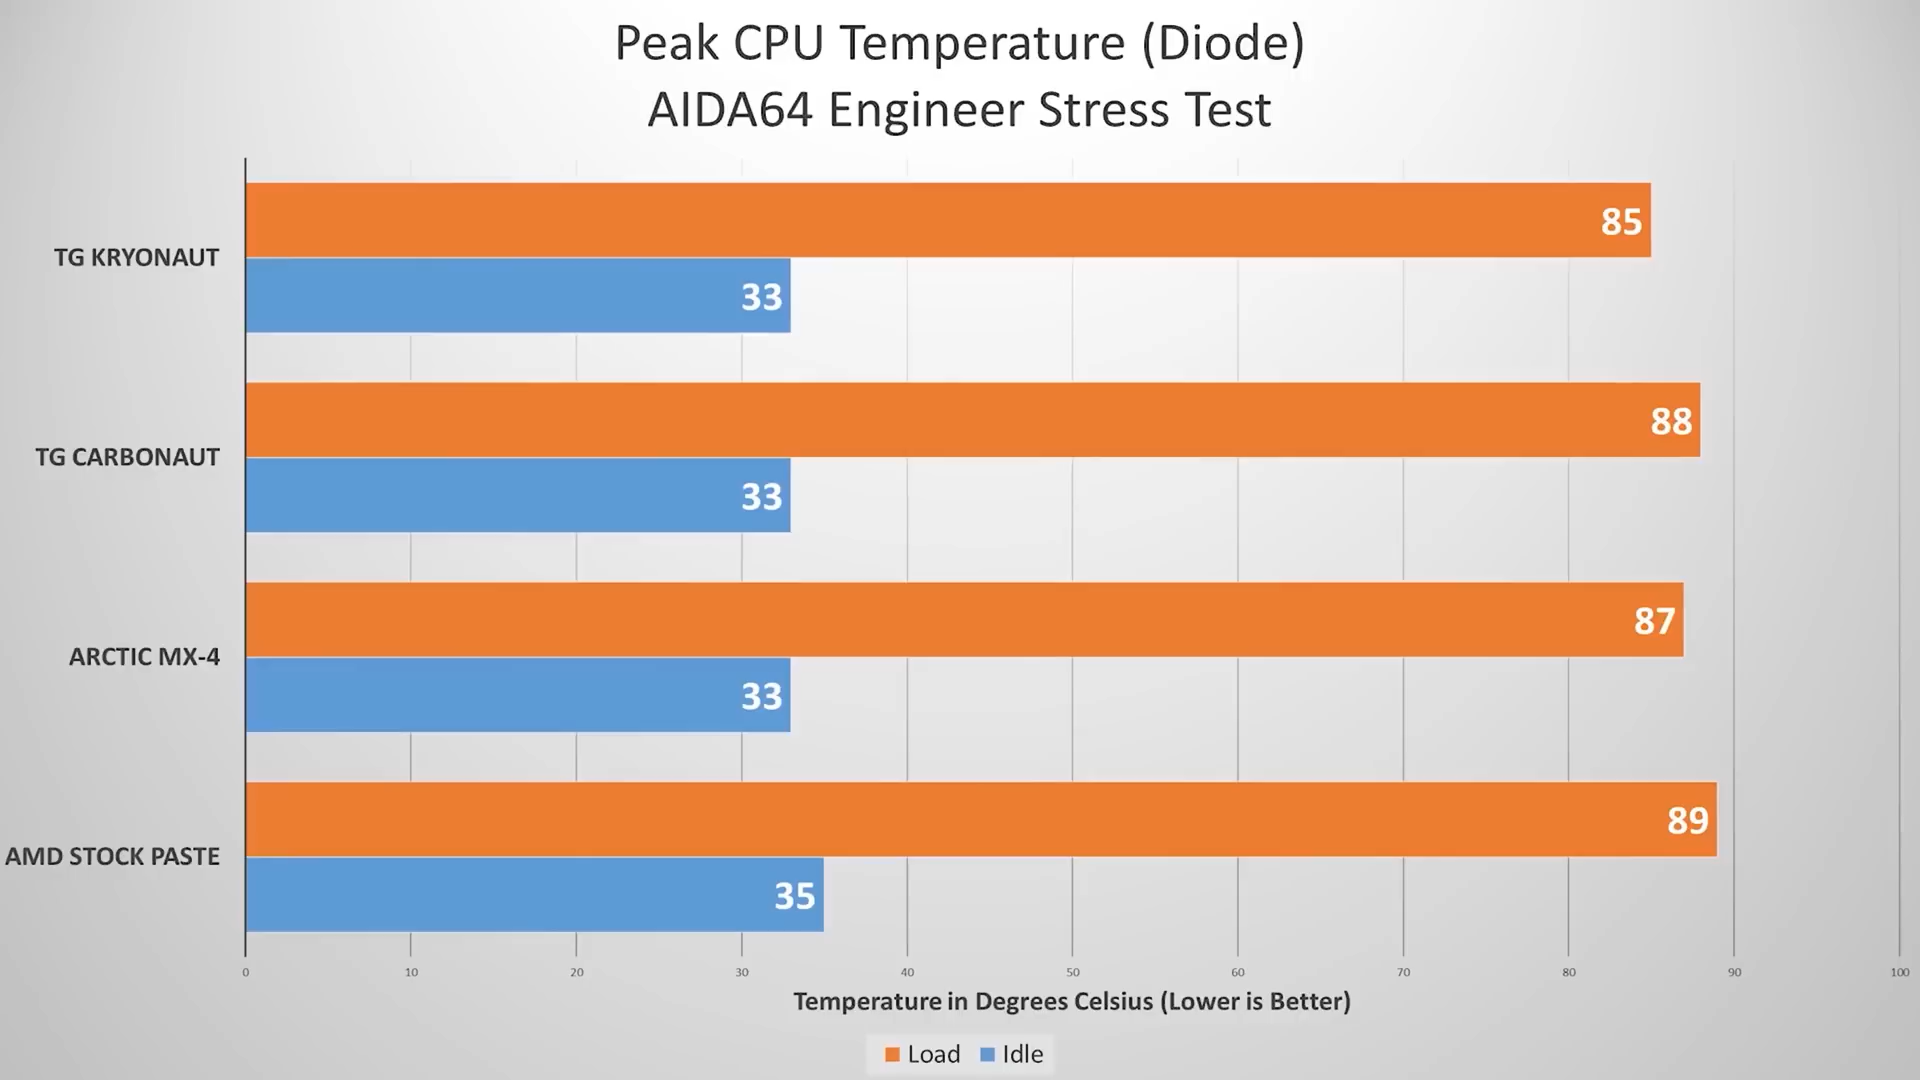 Peak CPU Temperature (Diode)
AIDA64 Engineer Stress Test
TG KRYONAUT
85
33
TG CARBONAUT
88
33
ARCTIC MX-4
87
33
AMD STOCK PASTE
89
35
0 10 20 30 40 50 60 70 80 90 100
Temperature in Degrees Celsius (Lower is Better)
Load Idle